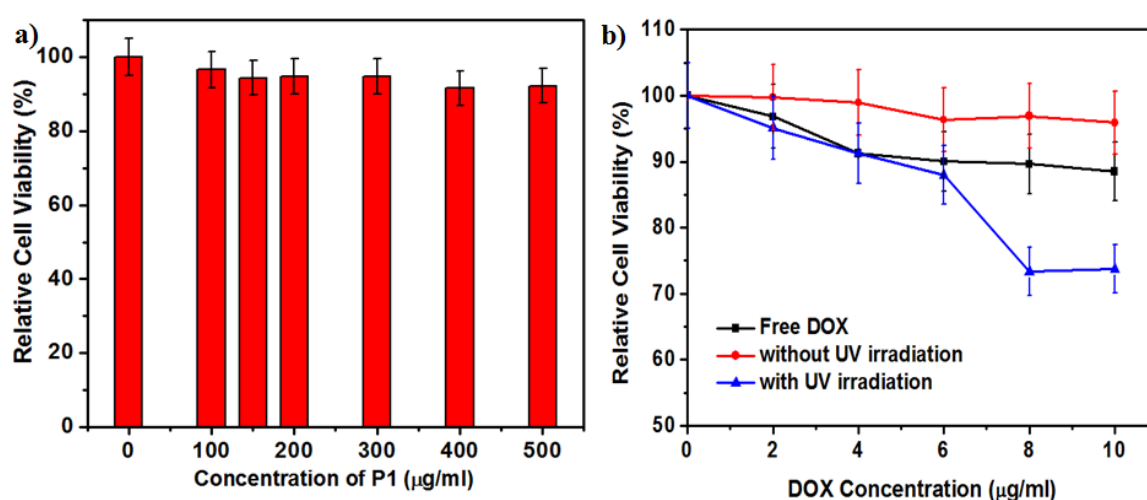 a)
Relative Cell Viability (%)
100
80
60
40
20
0
0 100 200 300 400 500
Concentration of P1 (μg/ml)
b)
Relative Cell Viability (%)
110
100
90
80
70
60
50
Free DOX
without UV irradiation
with UV irradiation
0 2 4 6 8 10
DOX Concentration (μg/ml)